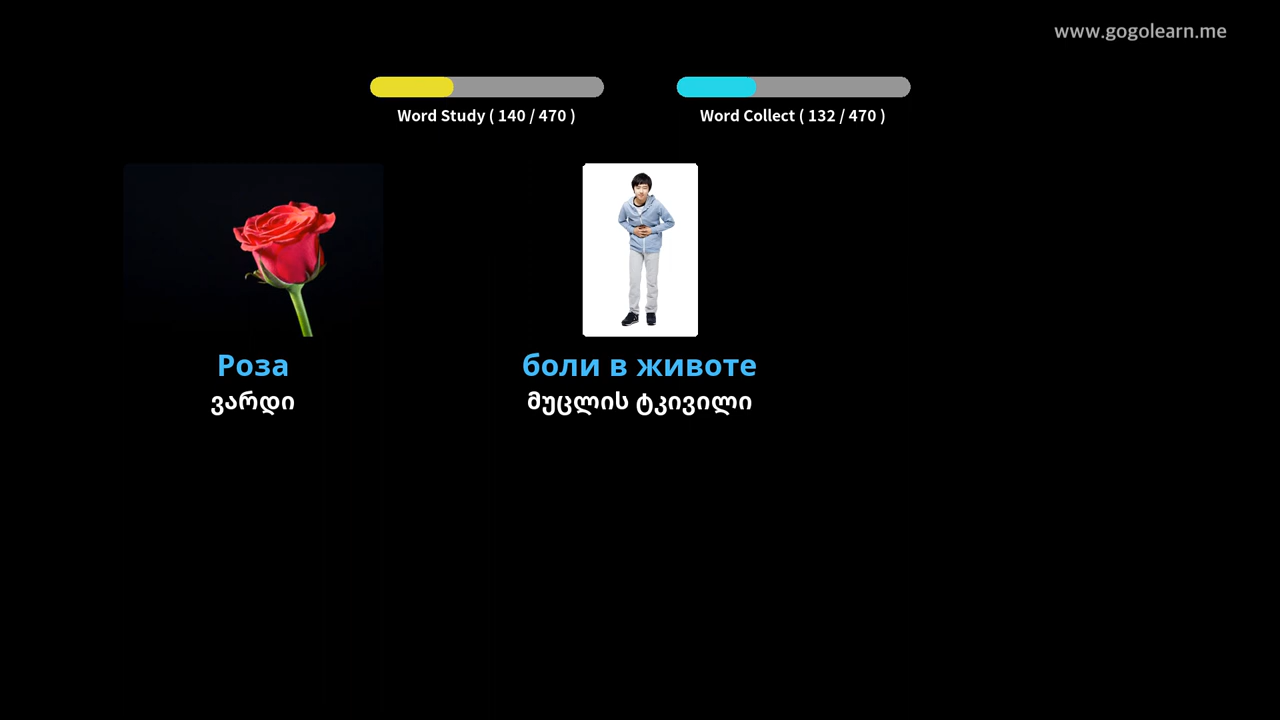 www.gogolearn.me
Word Study ( 140 / 470 )
Word Collect ( 132 / 470 )
Роза
ვარდი
боли в животе
მუცლის ტკივილი